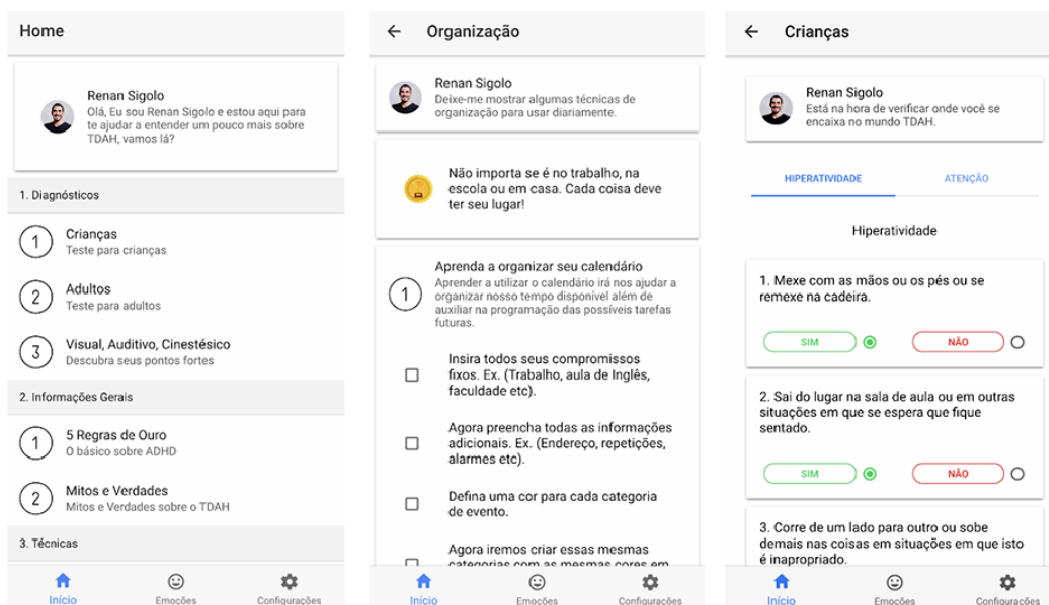 Home
Renan Sigolo
Olá, Eu sou Renan Sigolo e estou aqui para
te ajudar a entender um pouco mais sobre
TDAH, vamos lá?
1. Diagnósticos
1
Crianças
Teste para crianças
2
Adultos
Teste para adultos
3
Visual, Auditivo, Cinestésico
Descubra seus pontos fortes
2. Informações Gerais
1
5 Regras de Ouro
O básico sobre ADHD
2
Mitos e Verdades
Mitos e Verdades sobre o TDAH
3. Técnicas
Início
Emoções
Configurações
Organização
Renan Sigolo
Deixe-me mostrar algumas técnicas de
organização para usar diariamente.
Não importa se é no trabalho, na
escola ou em casa. Cada coisa deve
ter seu lugar!
1
Aprenda a organizar seu calendário
Aprender a utilizar o calendário irá nos ajudar a
organizar nosso tempo disponível além de
auxiliar na programação das possíveis tarefas
futuras.
Insira todos seus compromissos
fixos. Ex. (Trabalho, aula de Inglês,
faculdade etc).
Agora preencha todas as informações
adicionais. Ex. (Endereço, repetições,
alarmes etc).
Defina uma cor para cada categoria
de evento.
Agora iremos criar essas mesmas
categorias com as mesmas cores em
Início
Emoções
Configurações
Crianças
Renan Sigolo
Está na hora de verificar onde você se
encaixa no mundo TDAH.
HIPERATIVIDADE
ATENÇÃO
Hiperatividade
1. Mexe com as mãos ou os pés ou se
remexe na cadeira.
SIM
NÃO
2. Sai do lugar na sala de aula ou em outras
situações em que se espera que fique
sentado.
SIM
NÃO
3. Corre de um lado para outro ou sobe
demais nas coisas em situações em que isto
é inapropriado.
Início
Emoções
Configurações